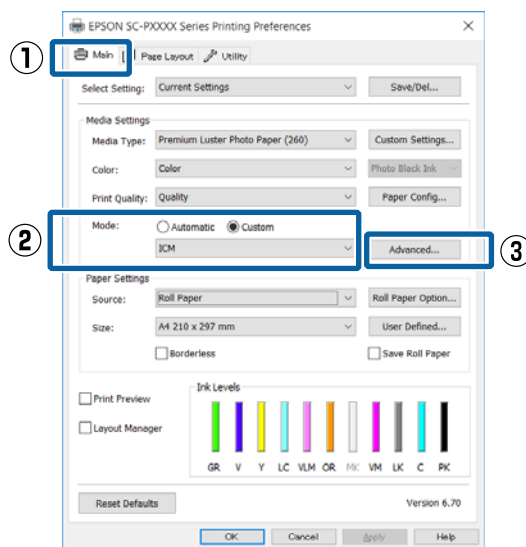 EPSON SC-PXXXX Series Printing Preferences
① Main Page Layout Utility
Select Setting: Current Settings Save/Del...
Media Settings
Media Type: Premium Luster Photo Paper (260) Custom Settings...
Color: Color Photo Black Ink
Print Quality: Quality Paper Config...
② Mode: Automatic Custom
ICM Advanced... ③
Paper Settings
Source: Roll Paper Roll Paper Option...
Size: A4 210 x 297 mm User Defined...
Borderless Save Roll Paper
Ink Levels
Print Preview
Layout Manager
GR V Y LC VLM OR MK VM LK C PK
Reset Defaults Version 6.70
OK Cancel Apply Help